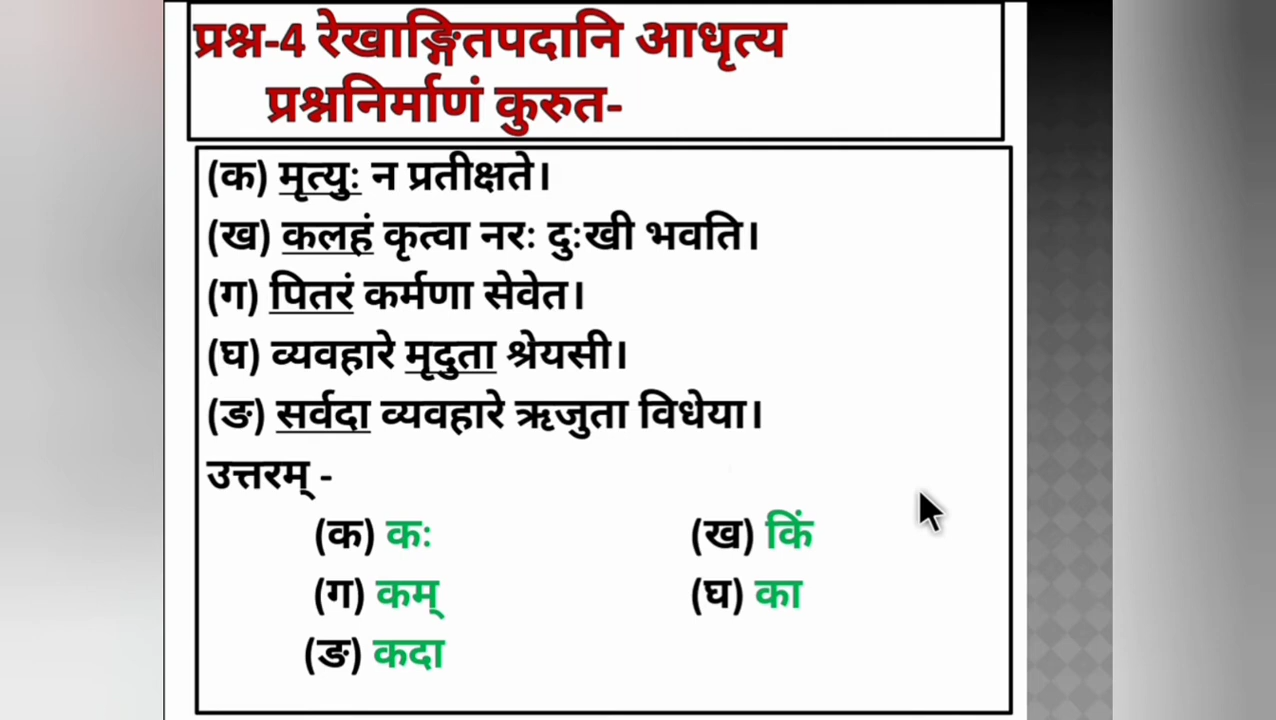 प्रश्न-4 रेखाङ्कितपदानि आधृत्य
प्रश्ननिर्माणं कुरुत-
(क) मृत्युः न प्रतीक्षते।
(ख) कलहं कृत्वा नरः दुःखी भवति।
(ग) पितरं कर्मणा सेवेत।
(घ) व्यवहारे मृदुता श्रेयसी।
(ङ) सर्वदा व्यवहारे ऋजुता विधेया।
उत्तरम् -
(क) कः (ख) किं
(ग) कम् (घ) का
(ङ) कदा